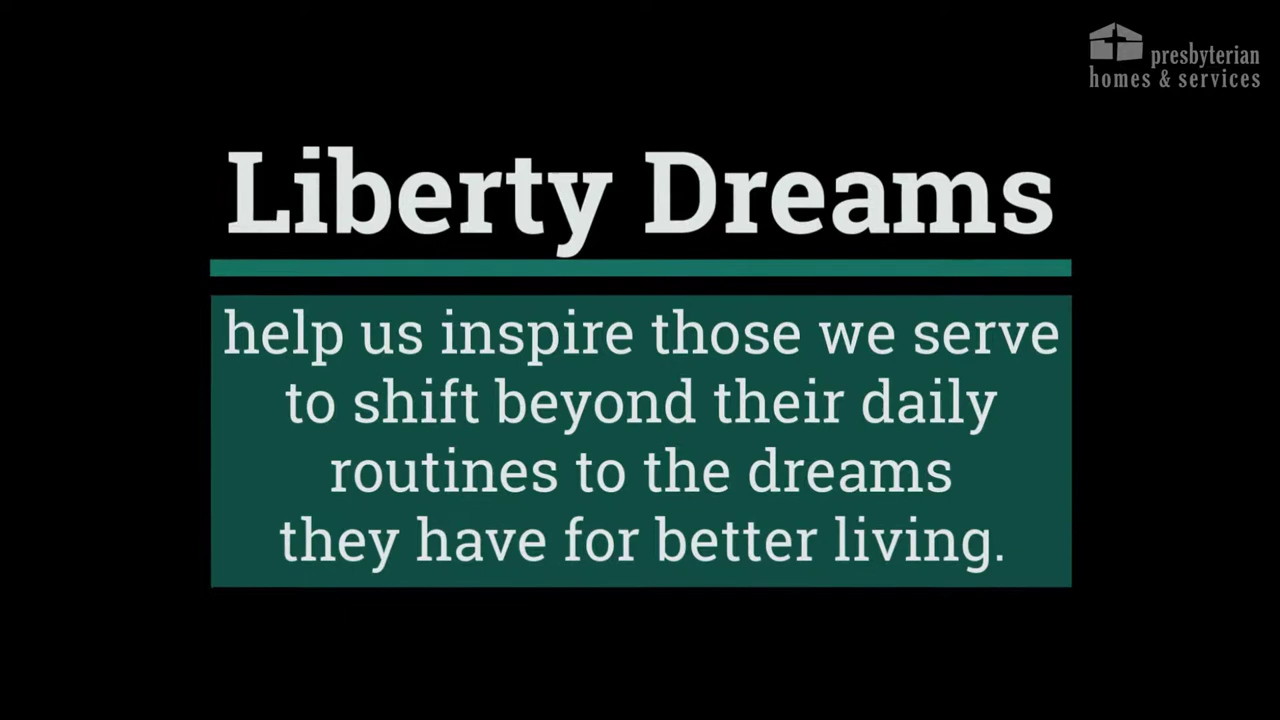 presbyterian
homes & services
Liberty Dreams
help us inspire those we serve
to shift beyond their daily
routines to the dreams
they have for better living.